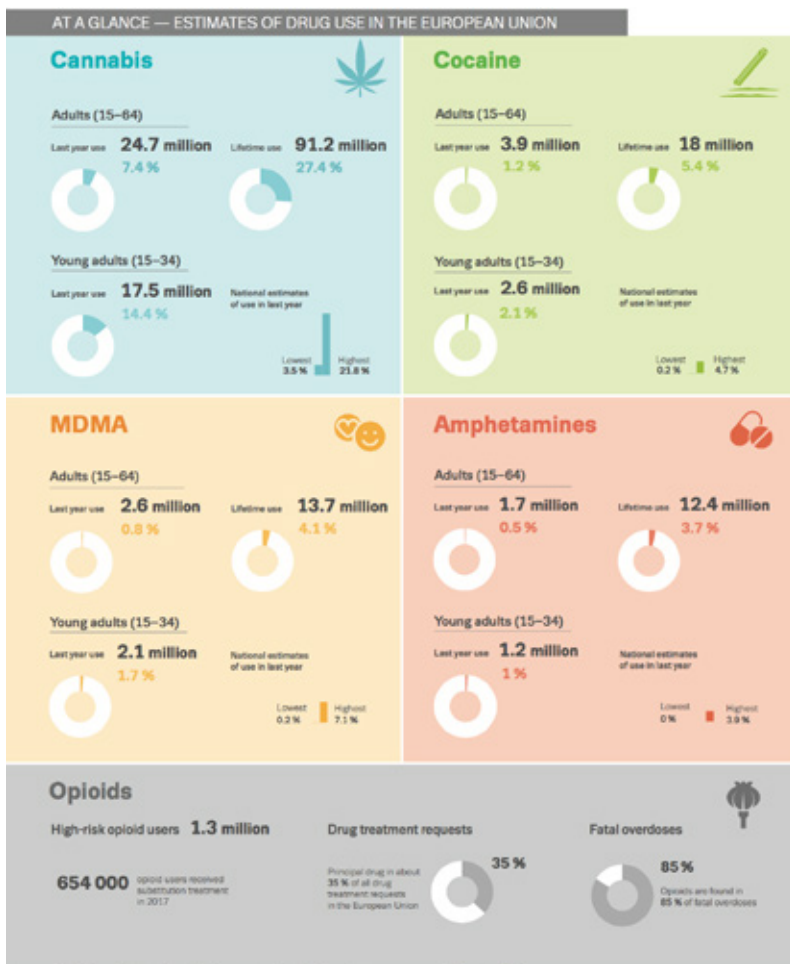 AT A GLANCE — ESTIMATES OF DRUG USE IN THE EUROPEAN UNION
Cannabis
Adults (15–64)
Last year use 24.7 million
7.4 %
Lifetime use 91.2 million
27.4 %
Young adults (15–34)
Last year use 17.5 million
14.4 %
National estimates
of use in last year
Lowest
3.5 %
Highest
21.8 %
Cocaine
Adults (15–64)
Last year use 3.9 million
1.2 %
Lifetime use 18 million
5.4 %
Young adults (15–34)
Last year use 2.6 million
2.1 %
National estimates
of use in last year
Lowest
0.2 %
Highest
4.7 %
MDMA
Adults (15–64)
Last year use 2.6 million
0.8 %
Lifetime use 13.7 million
4.1 %
Young adults (15–34)
Last year use 2.1 million
1.7 %
National estimates
of use in last year
Lowest
0.2 %
Highest
7.1 %
Amphetamines
Adults (15–64)
Last year use 1.7 million
0.5 %
Lifetime use 12.4 million
3.7 %
Young adults (15–34)
Last year use 1.2 million
1 %
National estimates
of use in last year
Lowest
0 %
Highest
3.9 %
Opioids
High-risk opioid users 1.3 million
654 000
opioid users received
substitution treatment
in 2017
Drug treatment requests
Principal drug in about
35 % of all drug
treatment requests
in the European Union
35 %
Fatal overdoses
85 %
Opioids are found in
85 % of fatal overdoses